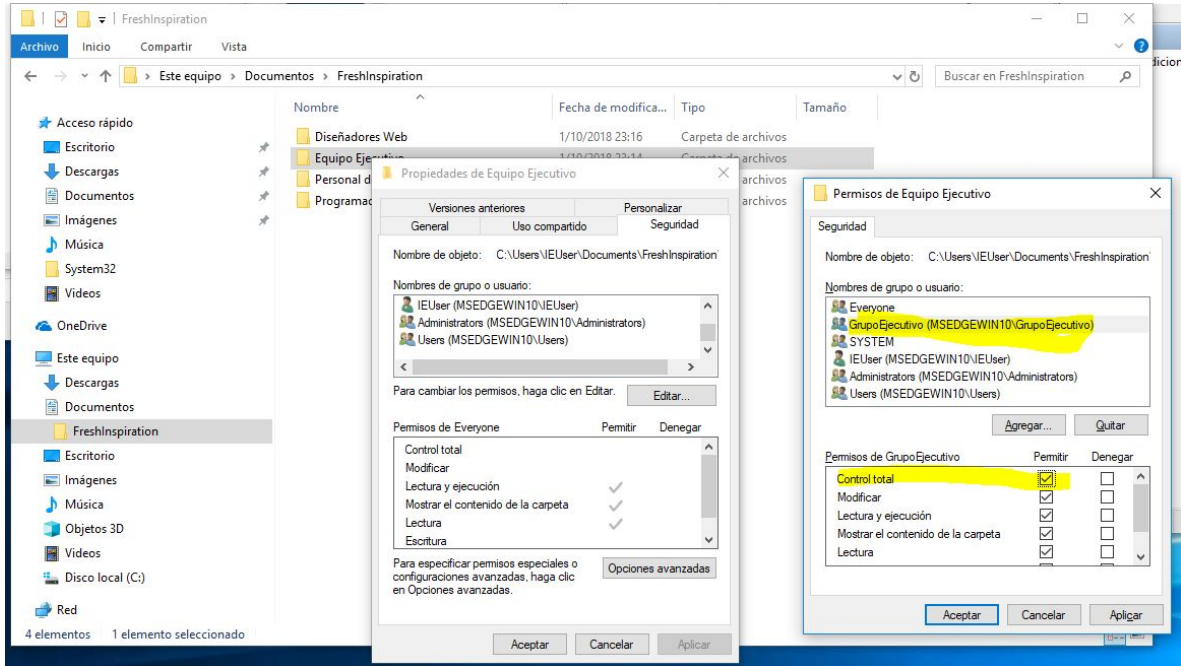 FreshInspiration
Archivo Inicio Compartir Vista
Este equipo > Documentos > FreshInspiration
Buscar en FreshInspiration
dicion
Acceso rápido
Escritorio
Descargas
Documentos
Imágenes
Música
System32
Videos
OneDrive
Este equipo
Descargas
Documentos
FreshInspiration
Escritorio
Imágenes
Música
Objetos 3D
Videos
Disco local (C:)
Red
4 elementos 1 elemento seleccionado
Nombre Fecha de modifica... Tipo Tamaño
Diseñadores Web 1/10/2018 23:16 Carpeta de archivos
Equipo Ejecutivo 1/10/2018 23:14 Carpeta de archivos
Personal d archivos
Programac archivos
Propiedades de Equipo Ejecutivo
Versiones anteriores Personalizar
General Uso compartido Seguridad
Nombre de objeto: C:\Users\IEUser\Documents\FreshInspiration
Nombres de grupo o usuario:
IEUser (MSEDGEWIN10\IEUser)
Administrators (MSEDGEWIN10\Administrators)
Users (MSEDGEWIN10\Users)
Para cambiar los permisos, haga clic en Editar. Editar...
Permisos de Everyone Permitir Denegar
Control total
Modificar
Lectura y ejecución
Mostrar el contenido de la carpeta
Lectura
Escritura
Para especificar permisos especiales o
configuraciones avanzadas, haga clic
en Opciones avanzadas.
Opciones avanzadas
Aceptar Cancelar Aplicar
Permisos de Equipo Ejecutivo
Seguridad
Nombre de objeto: C:\Users\IEUser\Documents\FreshInspiration
Nombres de grupo o usuario:
Everyone
GrupoEjecutivo (MSEDGEWIN10\GrupoEjecutivo)
SYSTEM
IEUser (MSEDGEWIN10\IEUser)
Administrators (MSEDGEWIN10\Administrators)
Users (MSEDGEWIN10\Users)
Agregar... Quitar
Permisos de GrupoEjecutivo Permitir Denegar
Control total
Modificar
Lectura y ejecución
Mostrar el contenido de la carpeta
Lectura
Aceptar Cancelar Aplicar